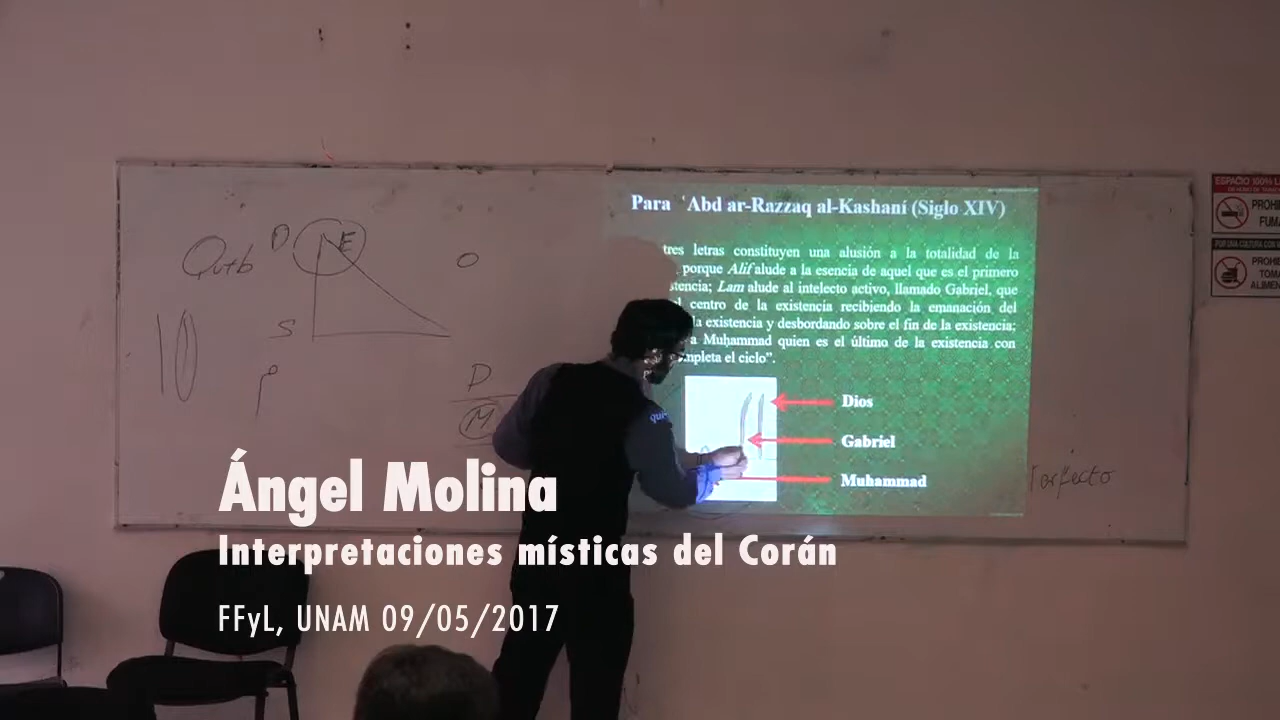 Para 'Abd ar-Razzaq al-Kashaní (Siglo XIV)
tres letras constituyen una alusión a la totalidad de la
porque Alif alude a la esencia de aquel que es el primero
stencia; Lam alude al intelecto activo, llamado Gabriel, que
l centro de la existencia recibiendo la emanación del
la existencia y desbordando sobre el fin de la existencia;
a Muḥammad quien es el último de la existencia con
mpleta el ciclo”.
Dios
Gabriel
Muhammad
Qutb
D
E
O
S
D
M
Perfecto
ESPACIO 100% L
PROHI
FUMA
PROHI
TOMA
ALIMEN
Ángel Molina
Interpretaciones místicas del Corán
FFyL, UNAM 09/05/2017